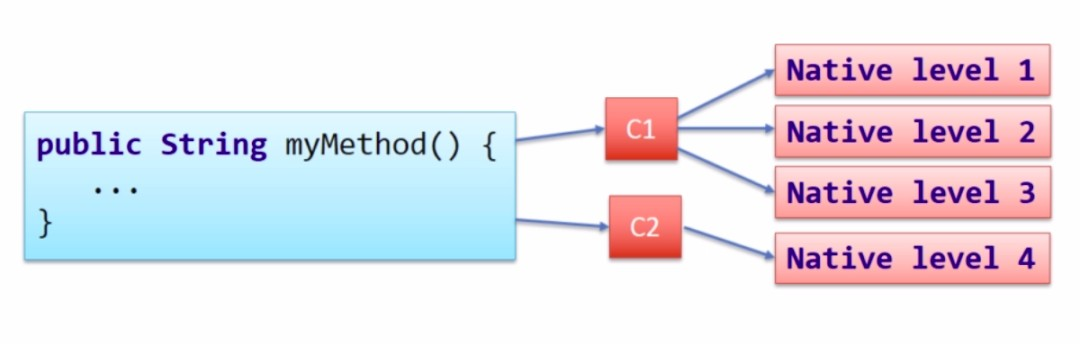 public String myMethod() {
...
}
C1
C2
Native level 1
Native level 2
Native level 3
Native level 4